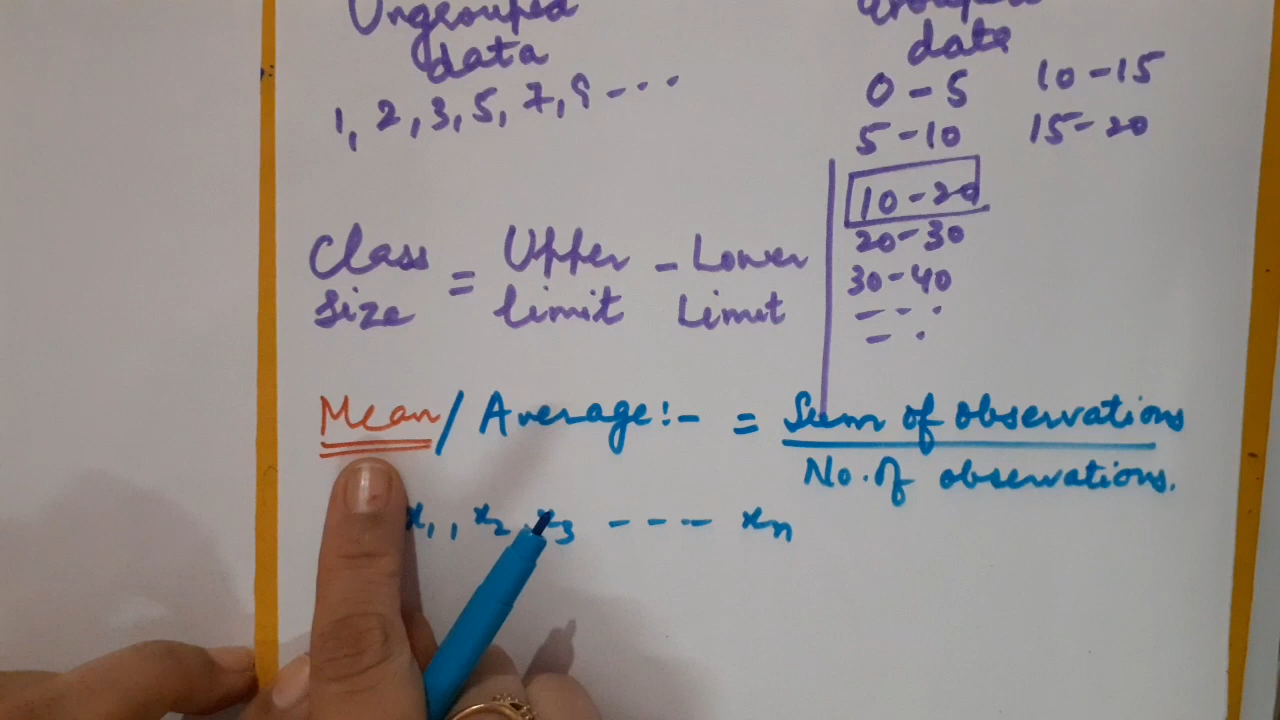 Ungrouped
data
1, 2, 3, 5, 7, 9 ---
Grouped
date
0 - 5 10 - 15
5 - 10 15 - 20
10 - 20
20 - 30
30 - 40
Class size = Upper limit - Lower Limit
Mean / Average :- = Sum of observations / No. of observations.
x1, x2, x3 ---- xn